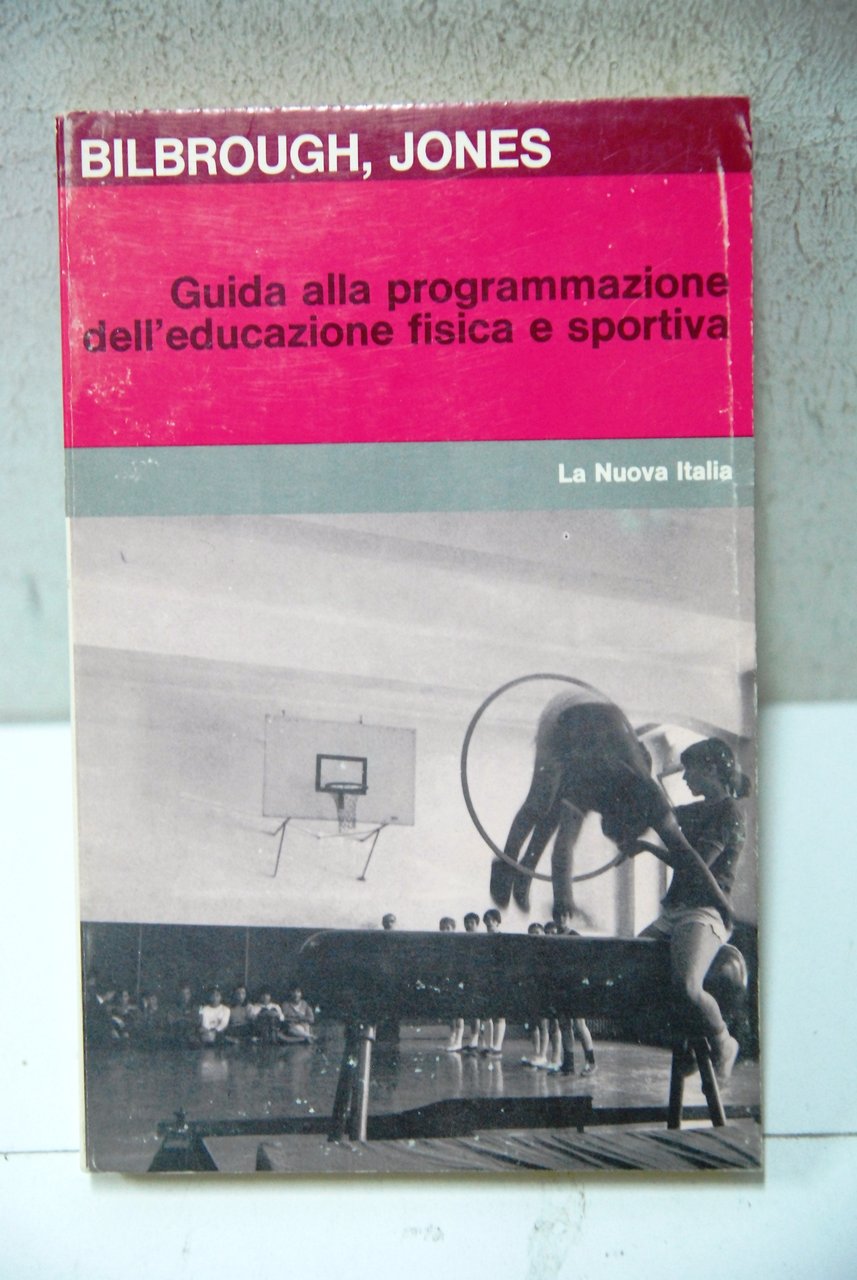 BILBROUGH, JONES
Guida alla programmazione
dell'educazione fisica e sportiva
La Nuova Italia